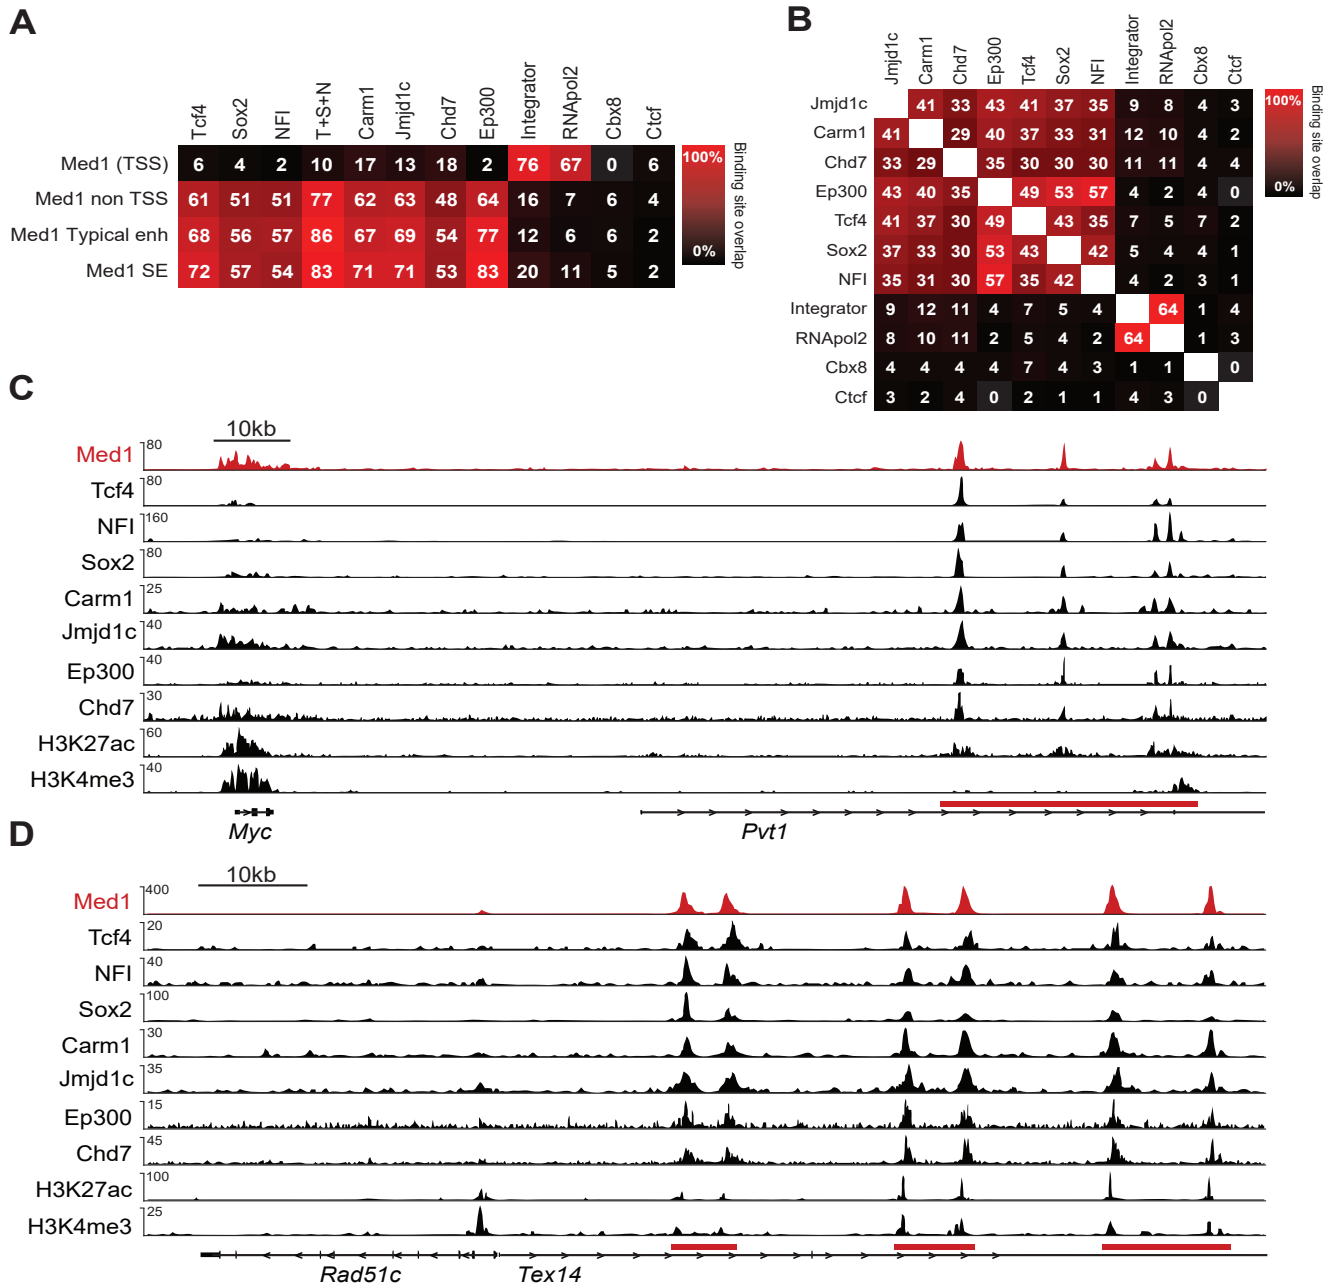 A
Tcf4 Sox2 NFI T+S+N Carm1 Jmjd1c Chd7 Ep300 Integrator RNApol2 Cbx8 Ctcf
Med1 (TSS) 6 4 2 10 17 13 18 2 76 67 0 6
Med1 non TSS 61 51 51 77 62 63 48 64 16 7 6 4
Med1 Typical enh 68 56 57 86 67 69 54 77 12 6 6 2
Med1 SE 72 57 54 83 71 71 53 83 20 11 5 2
100%
0%
Binding site overlap
B
Jmjd1c Carm1 Chd7 Ep300 Tcf4 Sox2 NFI Integrator RNApol2 Cbx8 Ctcf
Jmjd1c 41 33 43 41 37 35 9 8 4 3
Carm1 41 29 40 37 33 31 12 10 4 2
Chd7 33 29 35 30 30 30 11 11 4 4
Ep300 43 40 35 49 53 57 4 2 4 0
Tcf4 41 37 30 49 43 35 7 5 7 2
Sox2 37 33 30 53 43 42 5 4 4 1
NFI 35 31 30 57 35 42 4 2 3 1
Integrator 9 12 11 4 7 5 4 64 1 4
RNApol2 8 10 11 2 5 4 2 64 1 3
Cbx8 4 4 4 4 7 4 3 1 1 0
Ctcf 3 2 4 0 2 1 1 4 3 0
100%
0%
Binding site overlap
C
10kb
Med1 80
Tcf4 80
NFI 160
Sox2 80
Carm1 25
Jmjd1c 40
Ep300 40
Chd7 30
H3K27ac 60
H3K4me3 40
Myc Pvt1
D
10kb
Med1 400
Tcf4 20
NFI 40
Sox2 100
Carm1 30
Jmjd1c 35
Ep300 15
Chd7 45
H3K27ac 100
H3K4me3 25
Rad51c Tex14